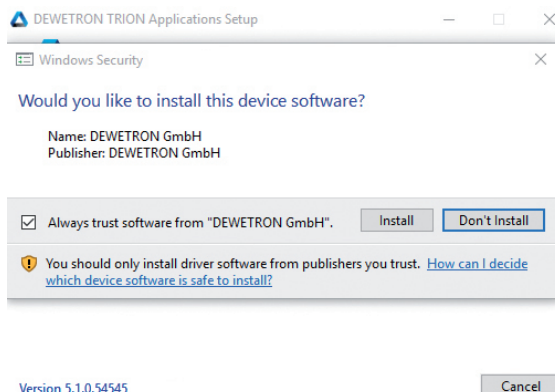 DEWETRON TRION Applications Setup
Windows Security
Would you like to install this device software?
Name: DEWETRON GmbH
Publisher: DEWETRON GmbH
Always trust software from "DEWETRON GmbH".
Install
Don't Install
You should only install driver software from publishers you trust. How can I decide
which device software is safe to install?
Version 5.1.0.54545
Cancel